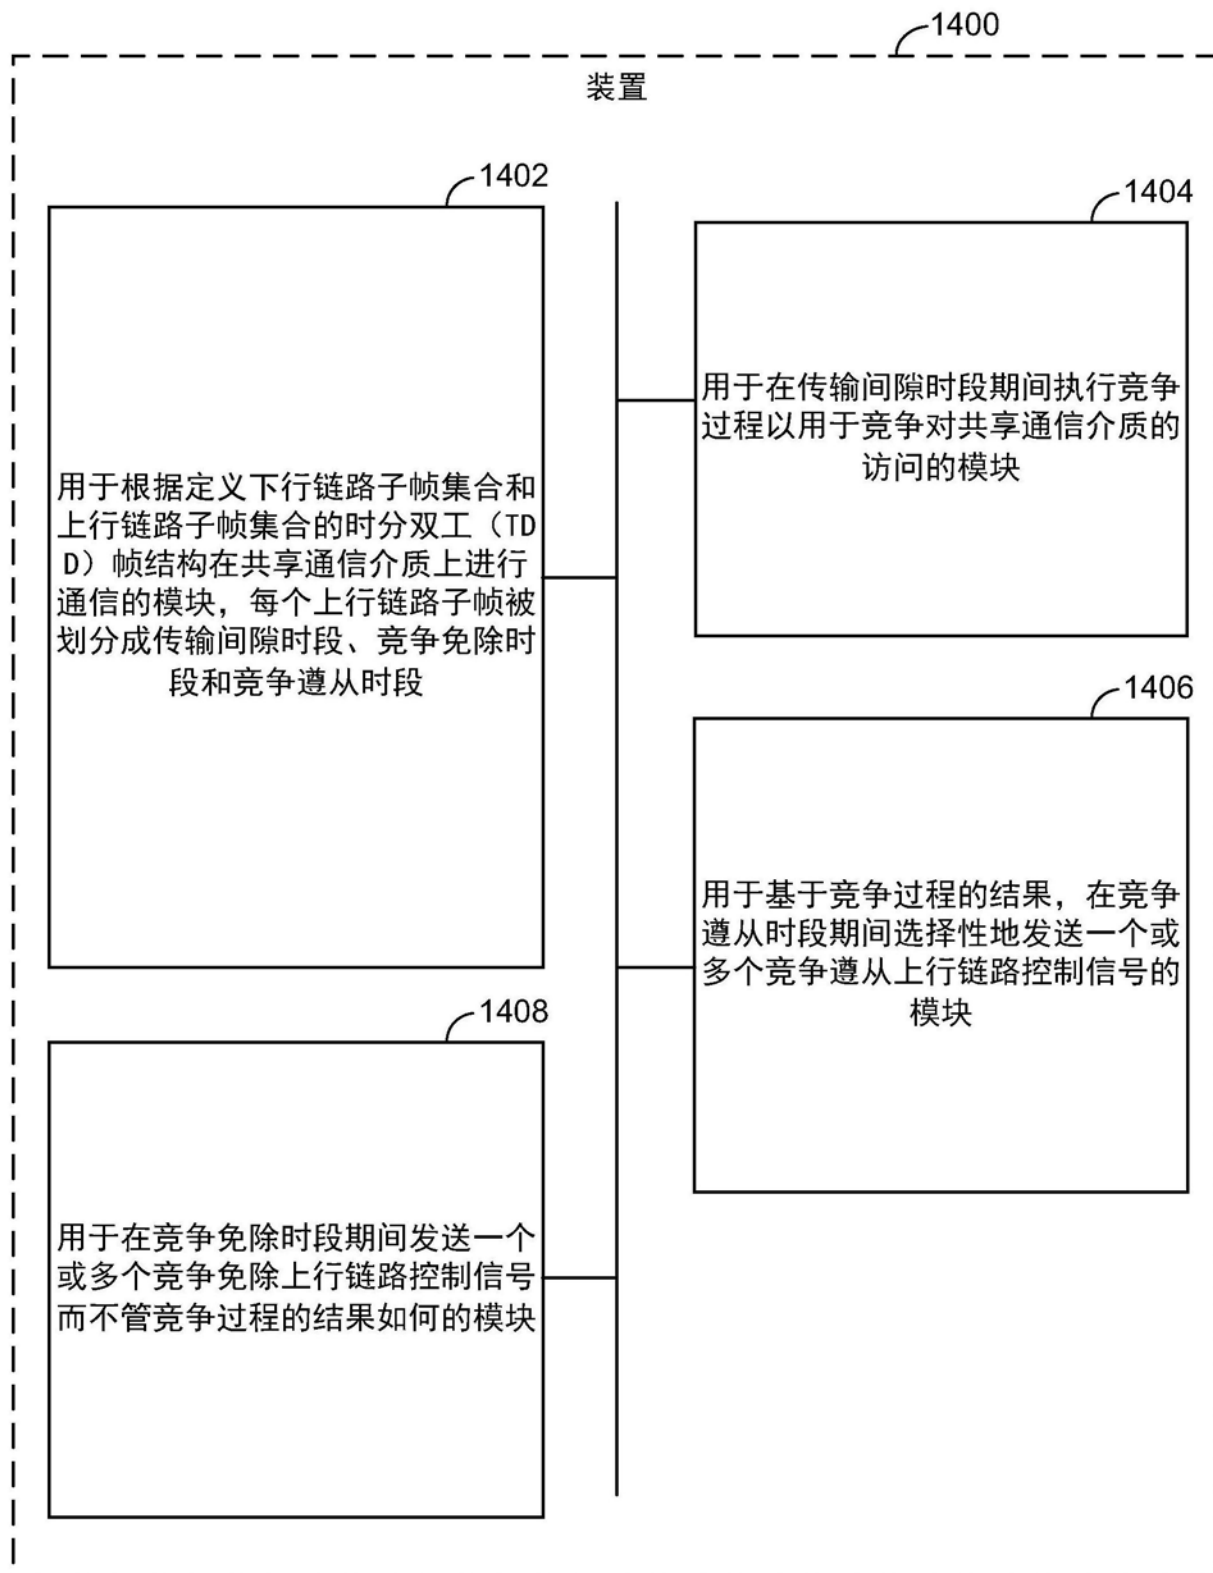 1400
装置
1402
用于根据定义下行链路子帧集合和
上行链路子帧集合的时分双工（TD
D）帧结构在共享通信介质上进行
通信的模块，每个上行链路子帧被
划分成传输间隙时段、竞争免除时
段和竞争遵从时段
1404
用于在传输间隙时段期间执行竞争
过程以用于竞争对共享通信介质的
访问的模块
1406
用于基于竞争过程的结果，在竞争
遵从时段期间选择性地发送一个或
多个竞争遵从上行链路控制信号的
模块
1408
用于在竞争免除时段期间发送一个
或多个竞争免除上行链路控制信号
而不管竞争过程的结果如何的模块